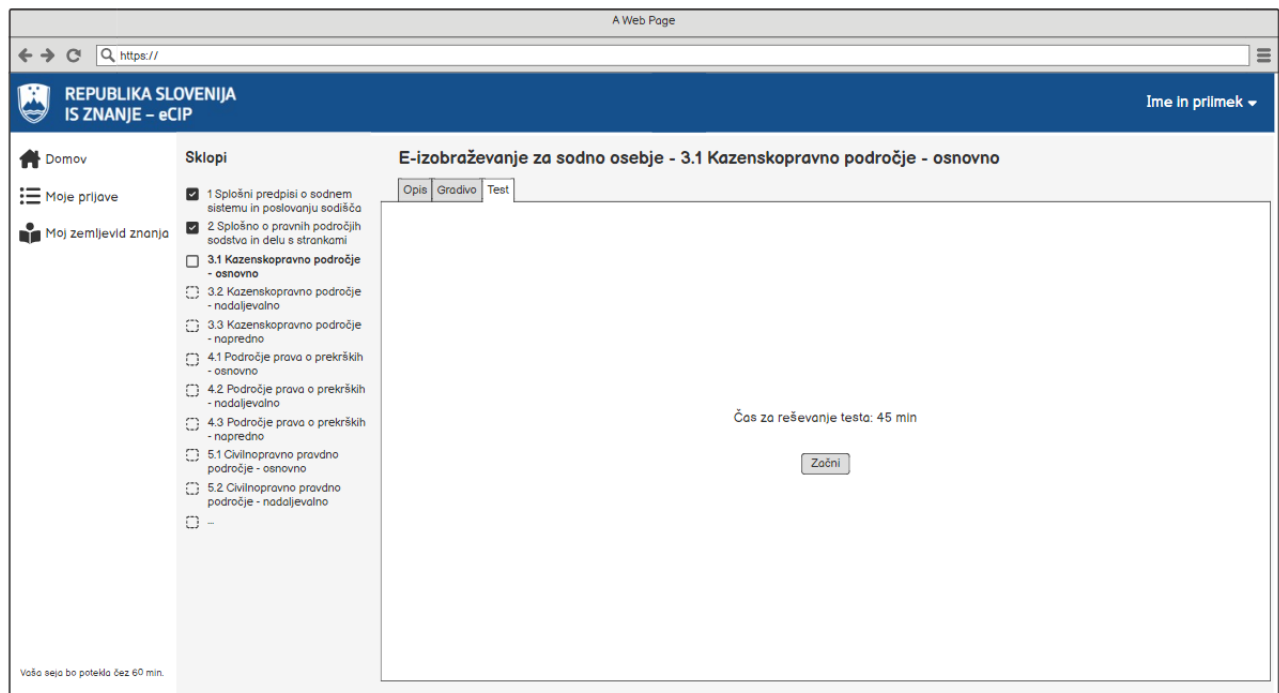 A Web Page
https://
REPUBLIKA SLOVENIJA
IS ZNANJE – eCIP
Ime in priimek
Domov
Moje prijave
Moj zemljevid znanja
Vaša seja bo potekla čez 60 min.
Sklopi
1 Splošni predpisi o sodnem
sistemu in poslovanju sodišča
2 Splošno o pravnih področjih
sodstva in delu s strankami
3.1 Kazenskopravno področje
- osnovno
3.2 Kazenskopravno področje
- nadaljevalno
3.3 Kazenskopravno področje
- napredno
4.1 Področje prava o prekrških
- osnovno
4.2 Področje prava o prekrških
- nadaljevalno
4.3 Področje prava o prekrških
- napredno
5.1 Civilnopravno pravdno
področje - osnovno
5.2 Civilnopravno pravdno
področje - nadaljevalno
...
E-izobraževanje za sodno osebje - 3.1 Kazenskopravno področje - osnovno
Opis Gradivo Test
Čas za reševanje testa: 45 min
Začni